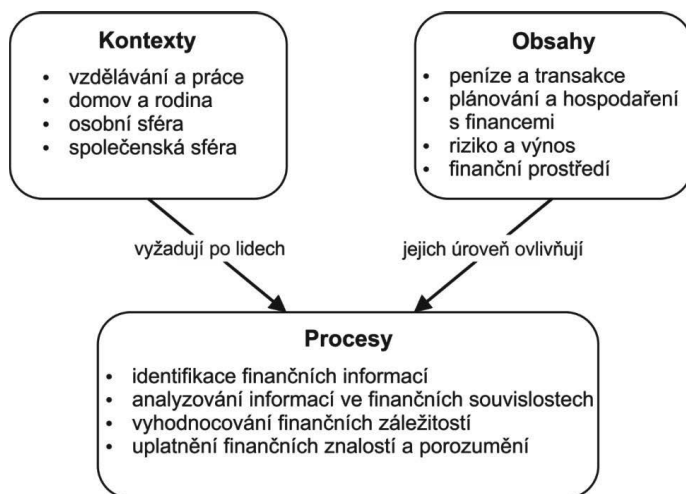 Kontexty
• vzdělávání a práce
• domov a rodina
• osobní sféra
• společenská sféra
Obsahy
• peníze a transakce
• plánování a hospodaření
s financemi
• riziko a výnos
• finanční prostředí
vyžadují po lidech
jejich úroveň ovlivňují
Procesy
• identifikace finančních informací
• analyzování informací ve finančních souvislostech
• vyhodnocování finančních záležitostí
• uplatnění finančních znalostí a porozumění